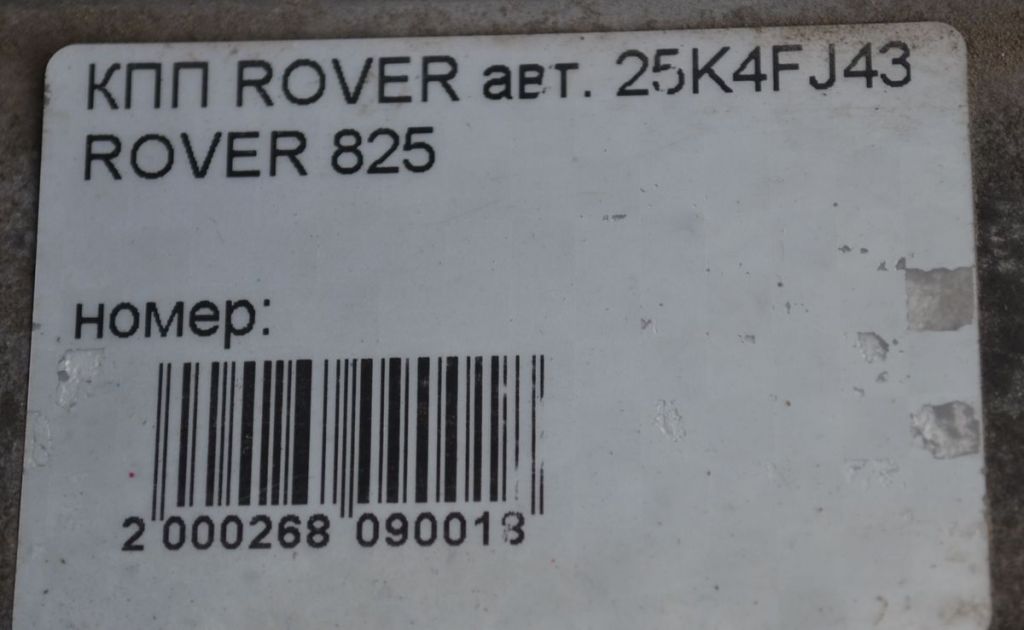 КПП ROVER авт. 25K4FJ43
ROVER 825
номер:
2 000268 090018